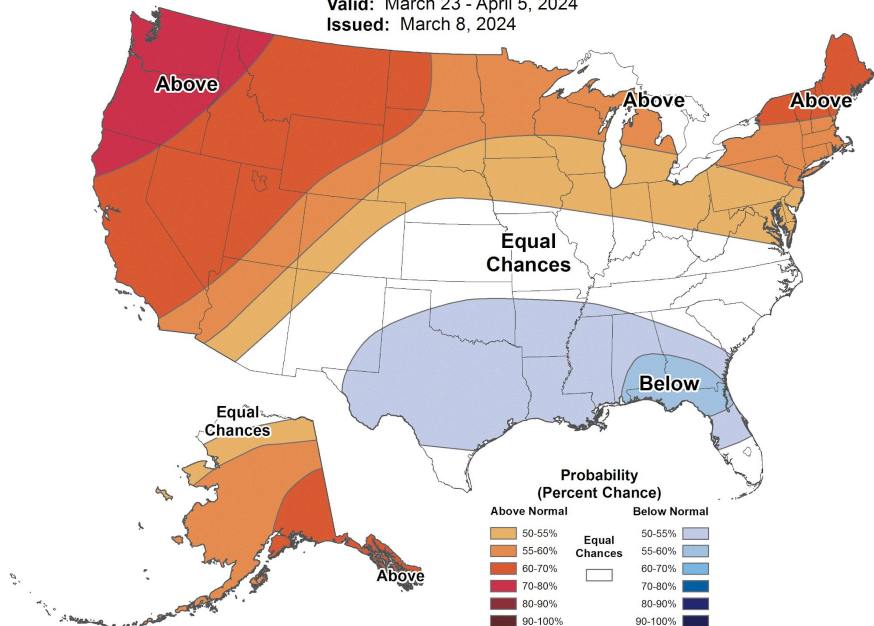 Valid: March 23 - April 5, 2024
Issued: March 8, 2024
Above
Above
Above
Equal
Chances
Below
Equal
Chances
Above
Probability
(Percent Chance)
Above Normal
Below Normal
Equal
Chances
50-55%
55-60%
60-70%
70-80%
80-90%
90-100%
50-55%
55-60%
60-70%
70-80%
80-90%
90-100%